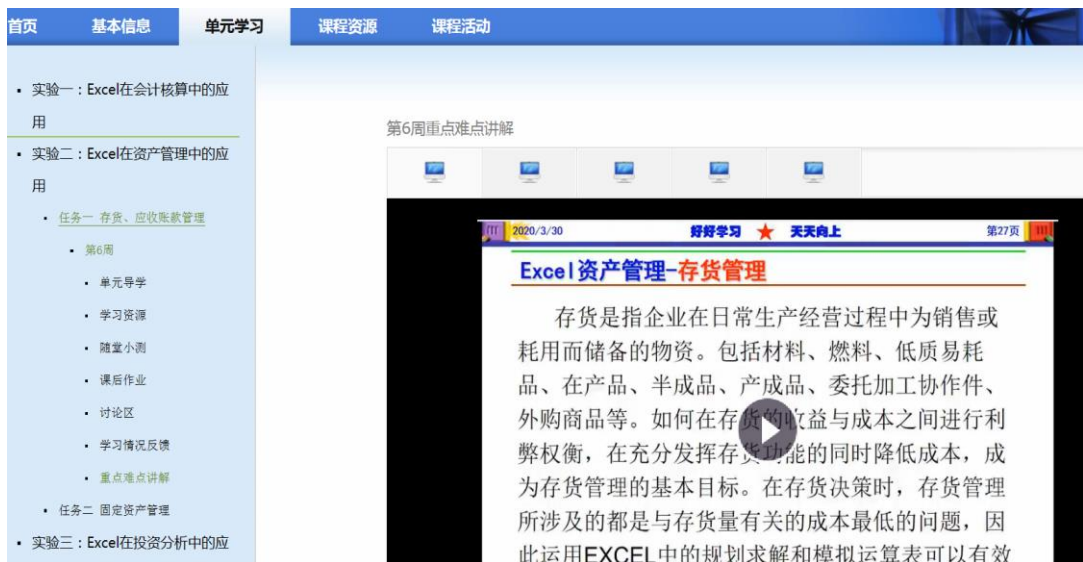 首页 基本信息 单元学习 课程资源 课程活动
实验一：Excel在会计核算中的应
用
实验二：Excel在资产管理中的应
用
任务一 存货、应收账款管理
第6周
单元导学
学习资源
随堂小测
课后作业
讨论区
学习情况反馈
重点难点讲解
任务二 固定资产管理
实验三：Excel在投资分析中的应
第6周重点难点讲解
2020/3/30 好好学习 天天向上 第27页
Excel资产管理-存货管理
存货是指企业在日常生产经营过程中为销售或
耗用而储备的物资。包括材料、燃料、低质易耗
品、在产品、半成品、产成品、委托加工协作件、
外购商品等。如何在存货的收益与成本之间进行利
弊权衡，在充分发挥存货功能的同时降低成本，成
为存货管理的基本目标。在存货决策时，存货管理
所涉及的都是与存货量有关的成本最低的问题，因
此运用EXCEL中的规划求解和模拟运算表可以有效